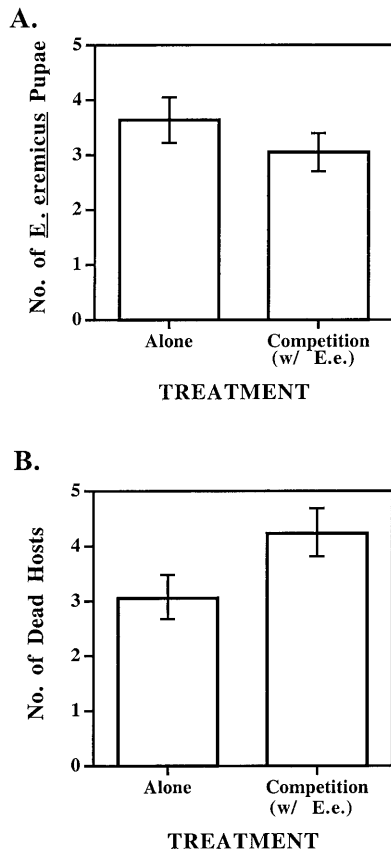 A.
No. of E. eremicus Pupae
5
4
3
2
1
0
Alone
Competition
(w/ E.e.)
TREATMENT
B.
No. of Dead Hosts
5
4
3
2
1
0
Alone
Competition
(w/ E.e.)
TREATMENT